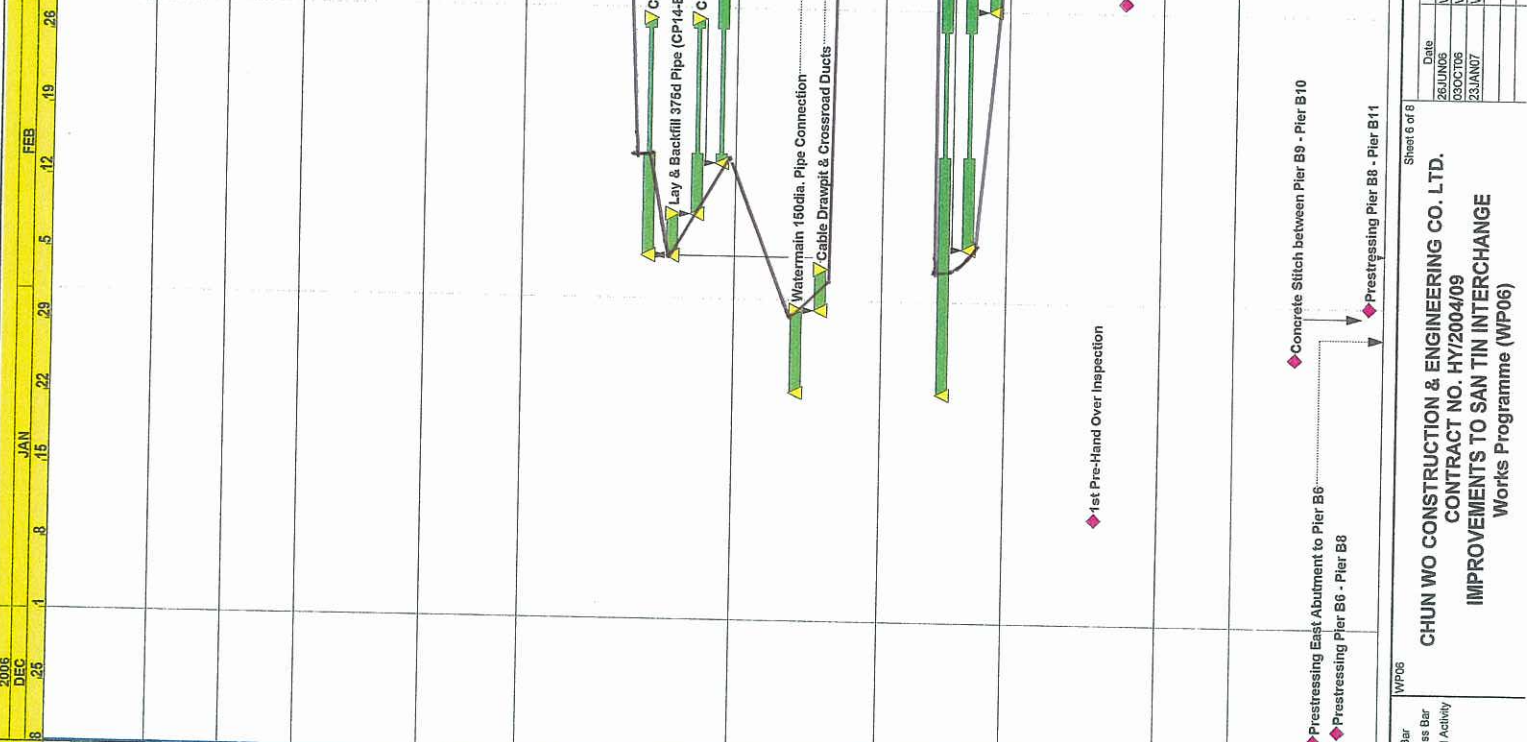 2006
DEC JAN FEB
.25 1 .8 .15 .22 .29 .5 .12 .19 .26
Lay & Backfill 375d Pipe (CP14-
Watermain 150dia. Pipe Connection
Cable Drawpit & Crossroad Ducts
1st Pre-Hand Over Inspection
Concrete Stitch between Pier B9 - Pier B10
Prestressing East Abutment to Pier B6
Prestressing Pier B6 - Pier B8
Prestressing Pier B8 - Pier B11
WP06
Sheet 6 of 8
CHUN WO CONSTRUCTION & ENGINEERING CO. LTD.
CONTRACT NO. HY/2004/09
IMPROVEMENTS TO SAN TIN INTERCHANGE
Works Programme (WP06)
Date
26JUN06
03OCT06
23JAN07
Bar
ss Bar
l Activity